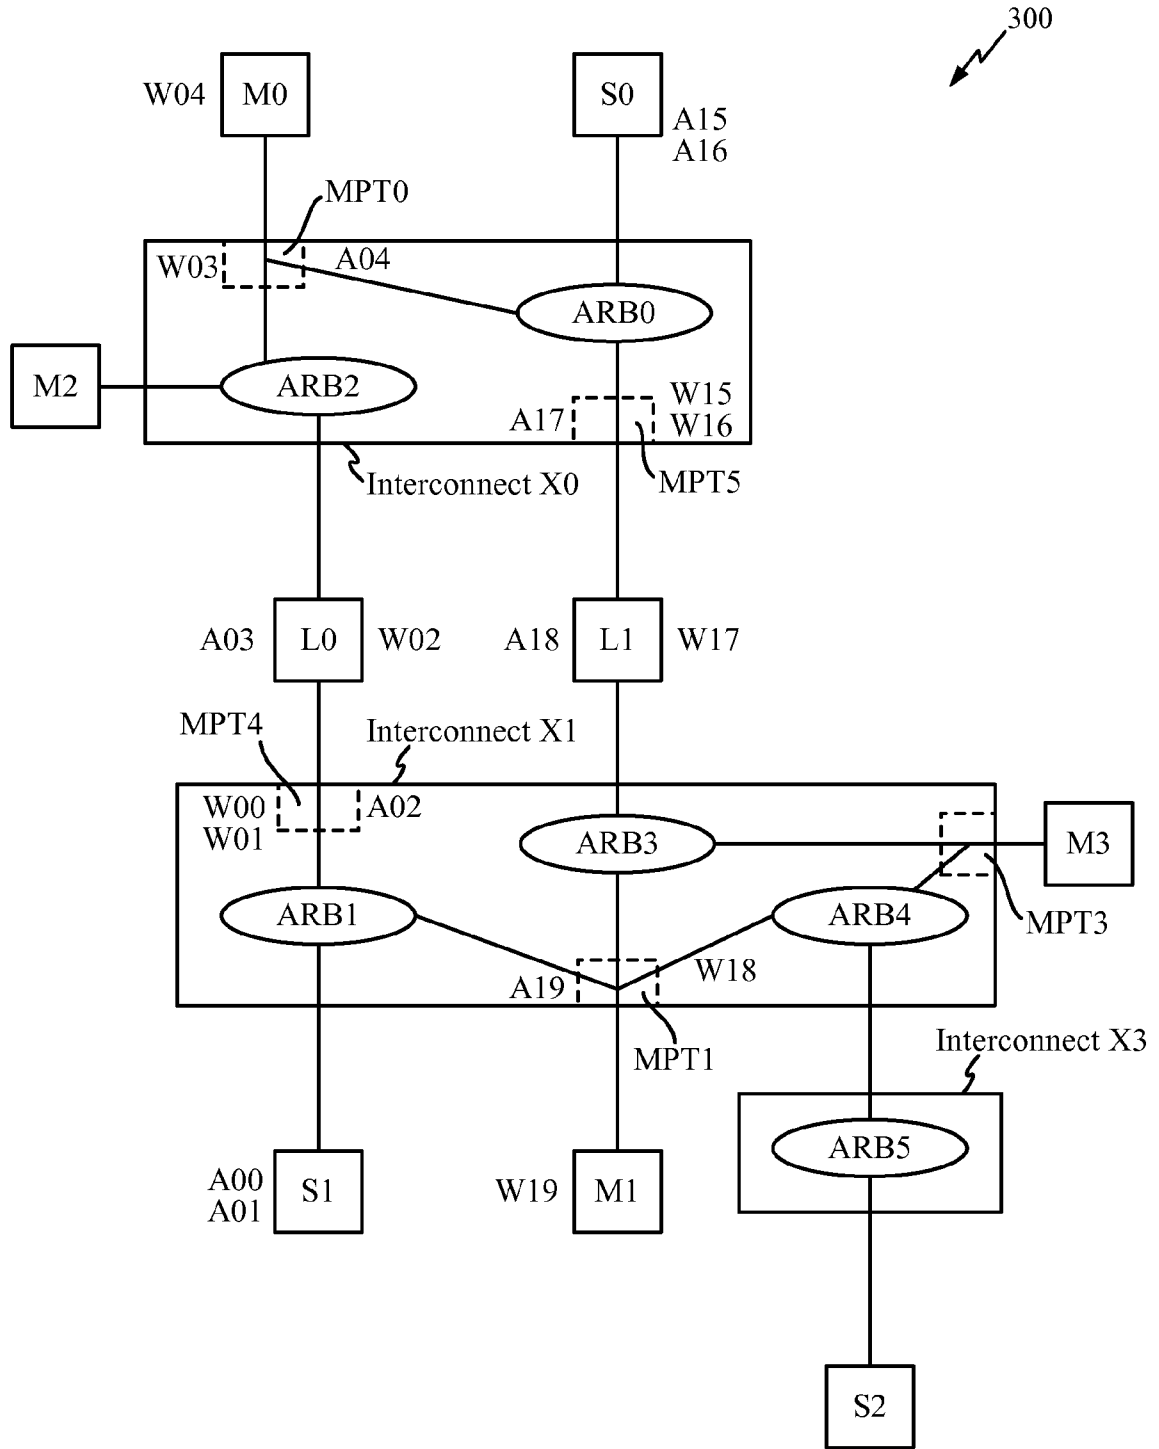 300
W04 M0
S0
A15
A16
MPT0
W03
A04
ARB0
M2
ARB2
A17
W15
W16
Interconnect X0
MPT5
A03 L0 W02
A18 L1 W17
MPT4
Interconnect X1
W00
W01
A02
ARB3
M3
ARB1
ARB4
MPT3
A19
W18
MPT1
Interconnect X3
ARB5
A00
A01
S1
W19 M1
S2